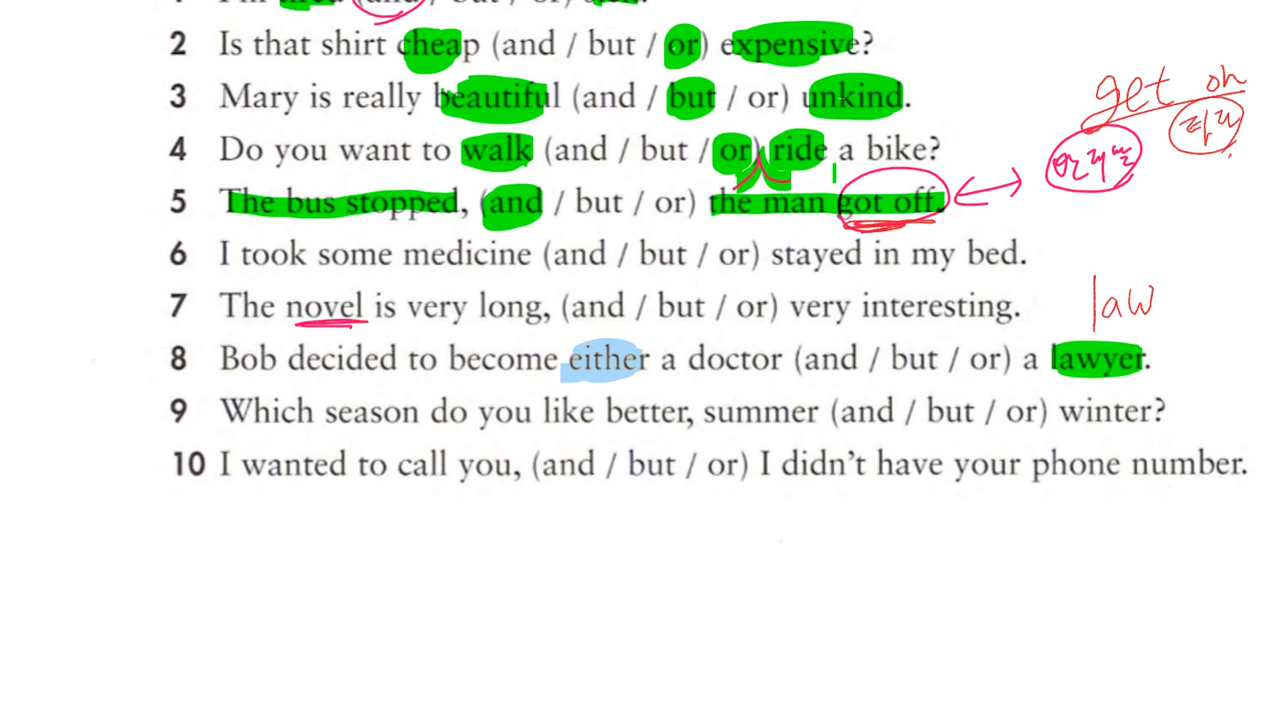 2 Is that shirt cheap (and / but / or) expensive?
3 Mary is really beautiful (and / but / or) unkind.
get on
타다
4 Do you want to walk (and / but / or) ride a bike?
5 The bus stopped, (and / but / or) the man got off.
6 I took some medicine (and / but / or) stayed in my bed.
7 The novel is very long, (and / but / or) very interesting.
law
8 Bob decided to become either a doctor (and / but / or) a lawyer.
9 Which season do you like better, summer (and / but / or) winter?
10 I wanted to call you, (and / but / or) I didn't have your phone number.